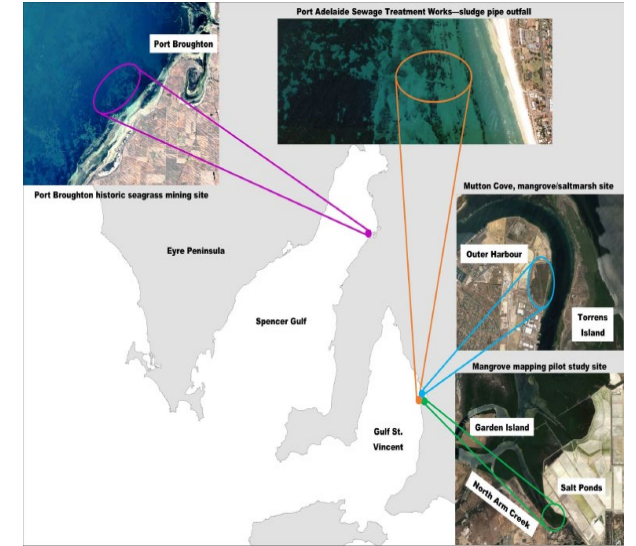 Port Adelaide Sewage Treatment Works—sludge pipe outfall
Port Broughton
Port Broughton historic seagrass mining site
Mutton Cove, mangrove/saltmarsh site
Outer Harbour
Eyre Peninsula
Torrens
Island
Spencer Gulf
Mangrove mapping pilot study site
Garden Island
Gulf St.
Vincent
Salt Ponds
North Arm Creek